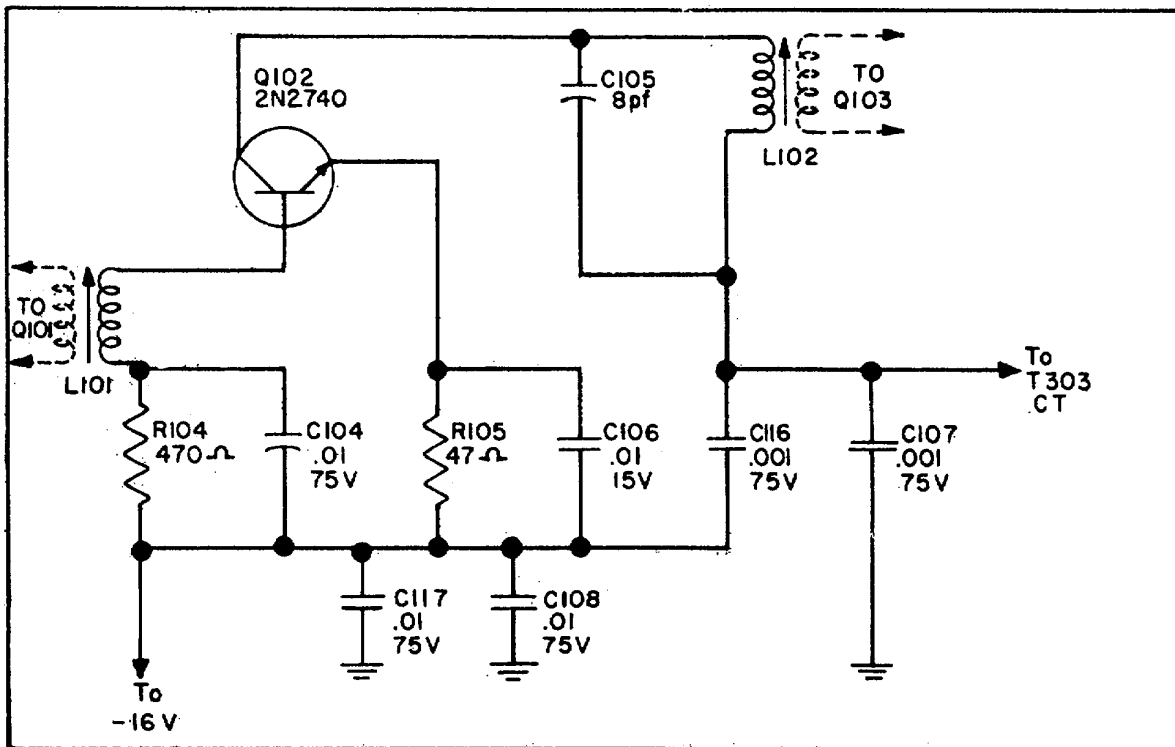 Q102
2N2740
C105
8pf
TO
Q103
L102
TO
Q101
L101
R104
470Ω
C104
.01
75V
R105
47Ω
C106
.01
15V
C116
.001
75V
C107
.001
75V
To
T303
CT
C117
.01
75V
C108
.01
75V
To
-16V